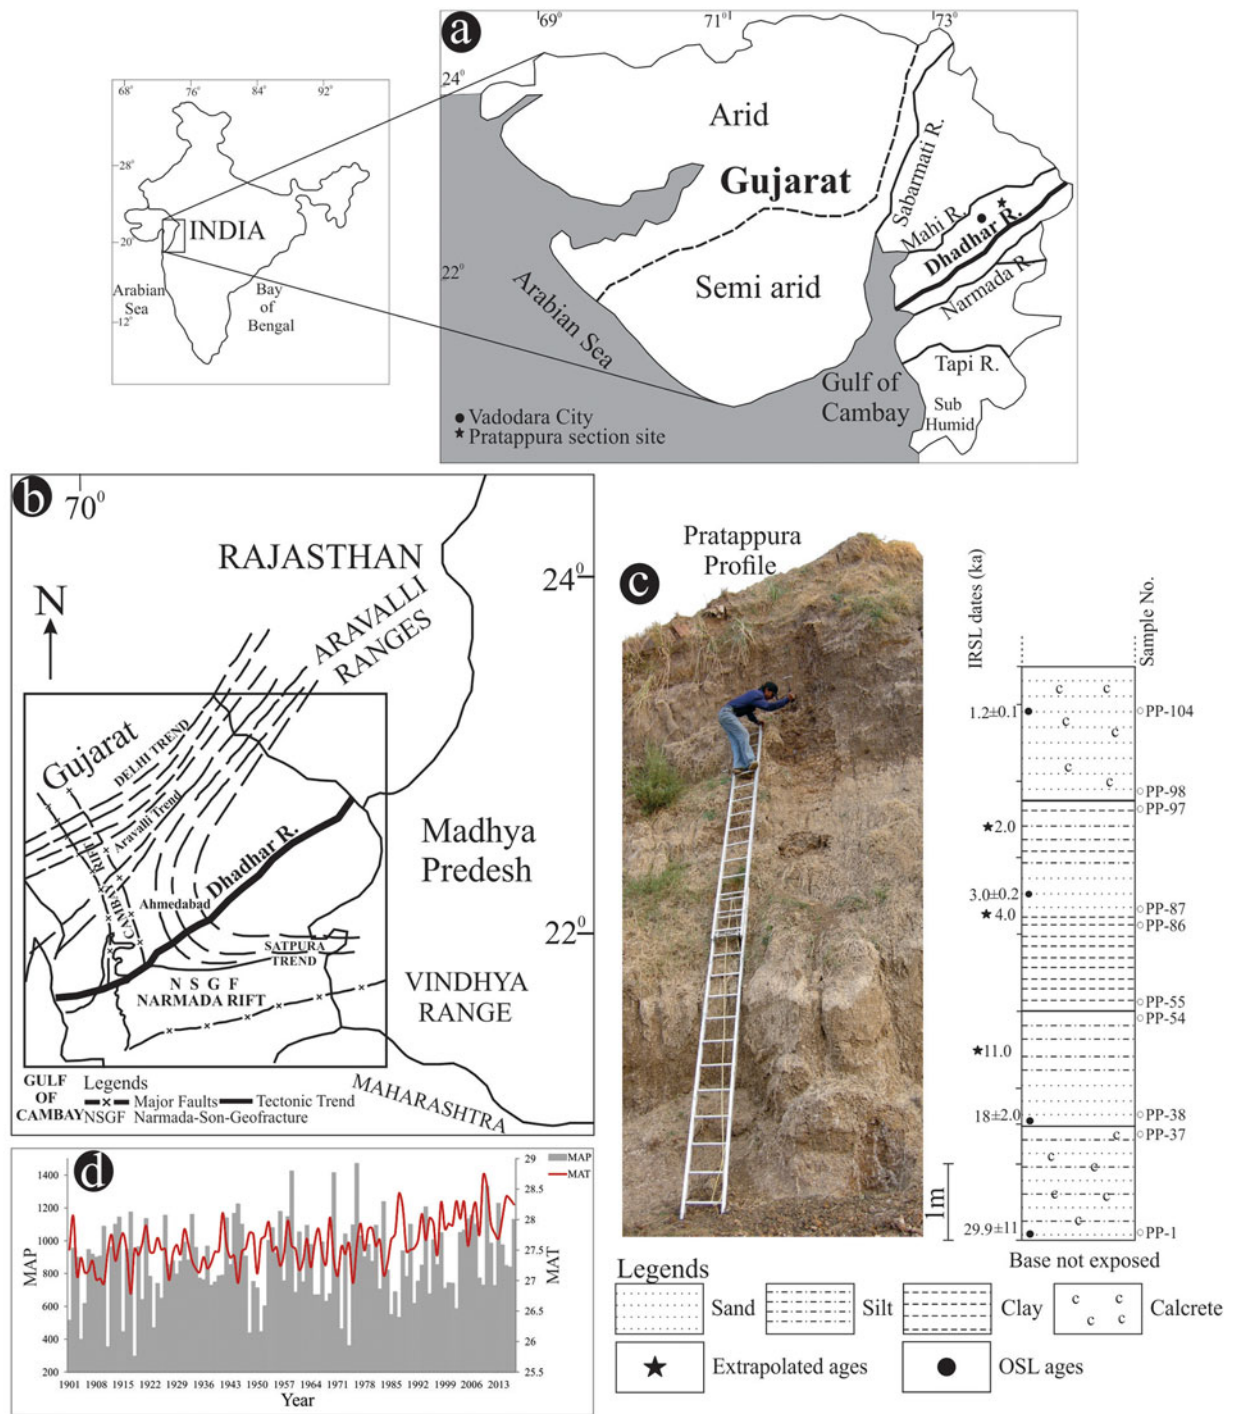 68° 76° 84° 92°
28°
20°
12°
INDIA
Arabian
Sea
Bay
of
Bengal
a
69° 71° 73°
24°
22°
Arid
Gujarat
Semi arid
Arabian Sea
Gulf of
Cambay
Sabarmati R.
Mahi R.
Dhadhar R.
Narmada R.
Tapi R.
Sub
Humid
Vadodara City
Pratappura section site
b
70°
24°
22°
N
RAJASTHAN
ARAVALLI
RANGES
Gujarat
DELHI TREND
Aravalli Trend
CAMBAY RIFT
Ahmedabad
Dhadhar R.
Madhya
Predesh
SATPURA
TREND
N S G F
NARMADA RIFT
VINDHYA
RANGE
MAHARASHTRA
GULF
OF
CAMBAY
Legends
Major Faults
Tectonic Trend
NSGF Narmada-Son-Geofracture
c
Pratappura
Profile
IRSL dates (ka)
Sample No.
1.2±0.1
2.0
3.0±0.2
4.0
11.0
18±2.0
29.9±11
PP-104
PP-98
PP-97
PP-87
PP-86
PP-55
PP-54
PP-38
PP-37
PP-1
c c
c
c
c
c
c
c
e
c c
c
1m
Base not exposed
Legends
Sand
Silt
Clay
c c
c c
Calcrete
Extrapolated ages
OSL ages
d
MAP
MAT
MAP
1400
1200
1000
800
600
400
200
MAT
29
28.5
28
27.5
27
26.5
26
25.5
1901 1908 1915 1922 1929 1936 1943 1950 1957 1964 1971 1978 1985 1992 1999 2006 2013
Year